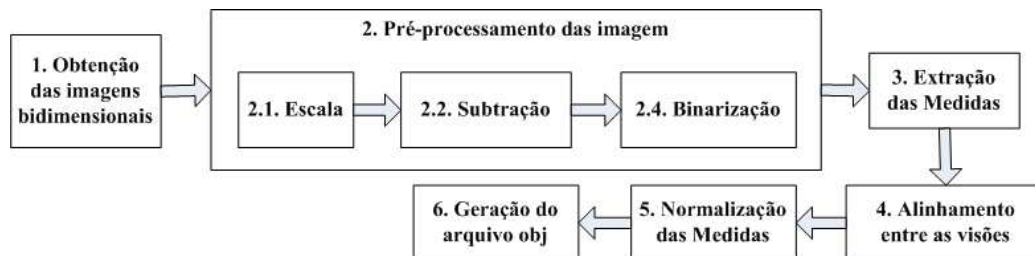 1. Obtenção
das imagens
bidimensionais
2. Pré-processamento das imagem
2.1. Escala
2.2. Subtração
2.4. Binarização
3. Extração
das Medidas
4. Alinhamento
entre as visões
5. Normalização
das Medidas
6. Geração do
arquivo obj